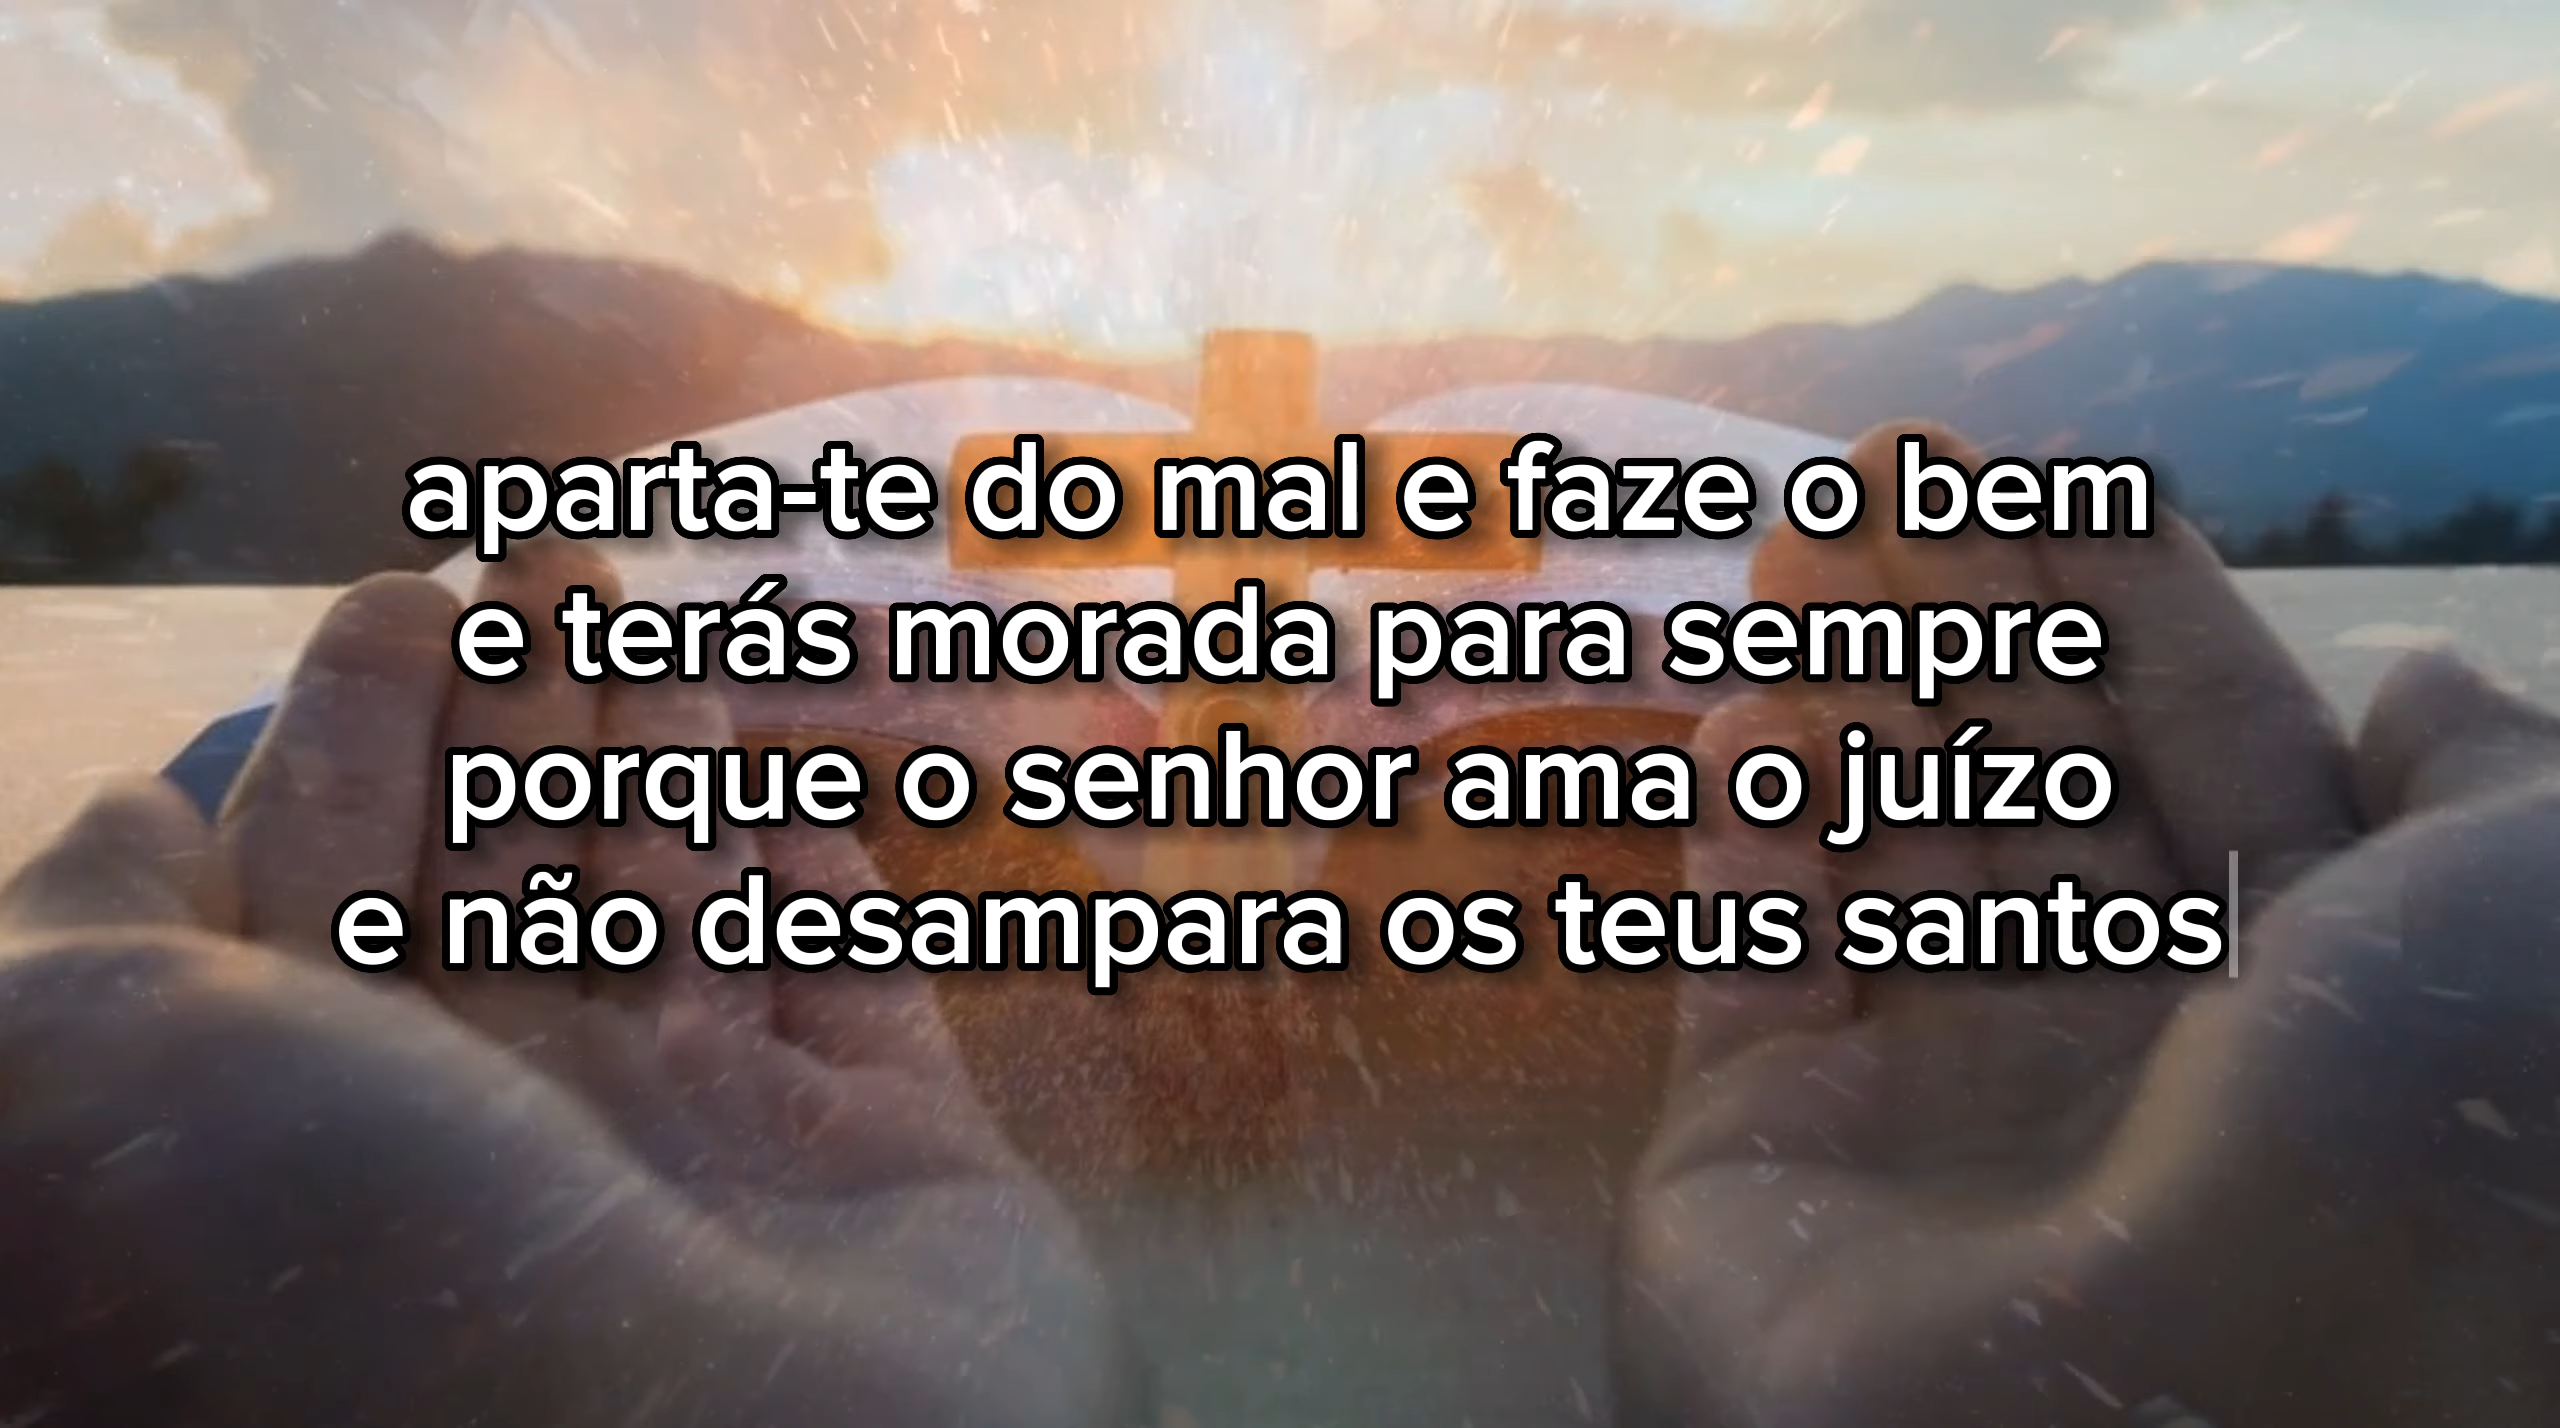 aparta-te do mal e faze o bem
e terás morada para sempre
porque o senhor ama o juízo
e não desampara os teus santos